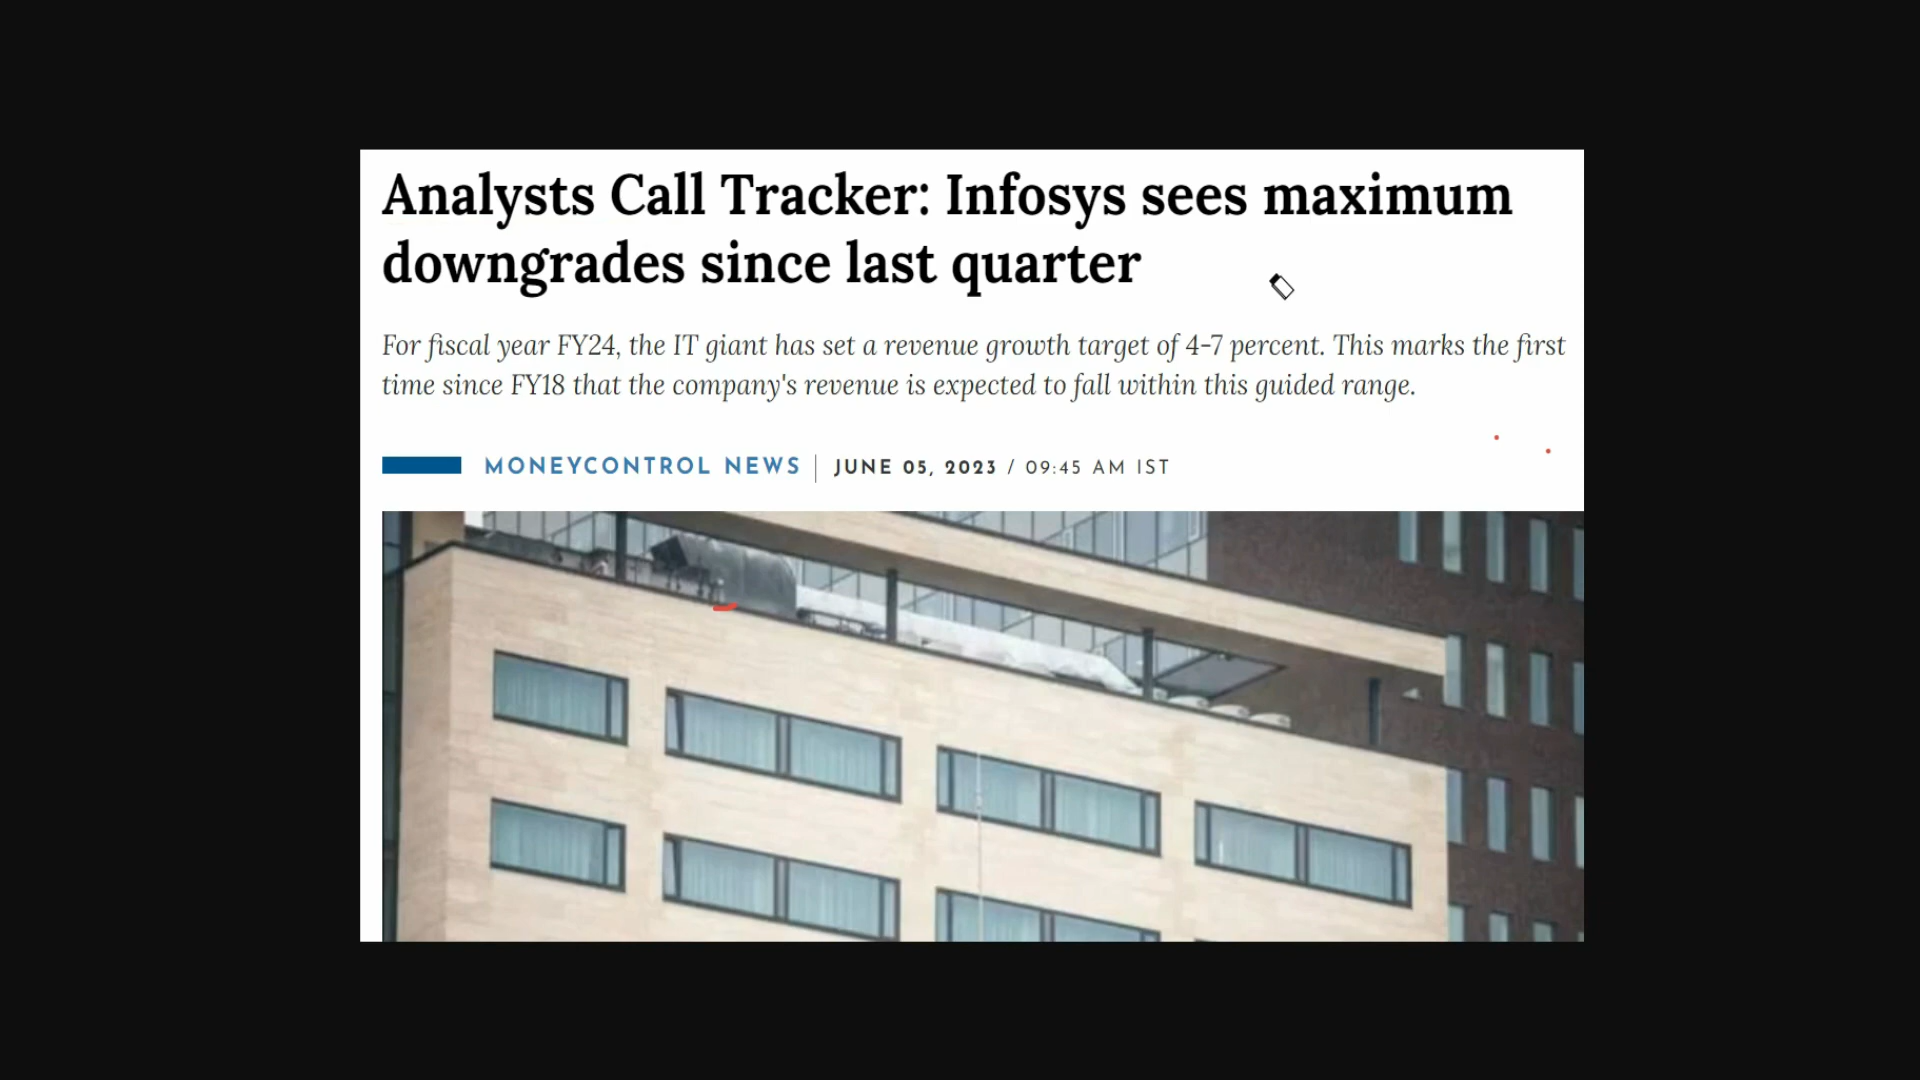 Analysts Call Tracker: Infosys sees maximum
downgrades since last quarter
For fiscal year FY24, the IT giant has set a revenue growth target of 4-7 percent. This marks the first
time since FY18 that the company's revenue is expected to fall within this guided range.
MONEYCONTROL NEWS | JUNE 05, 2023 / 09:45 AM IST